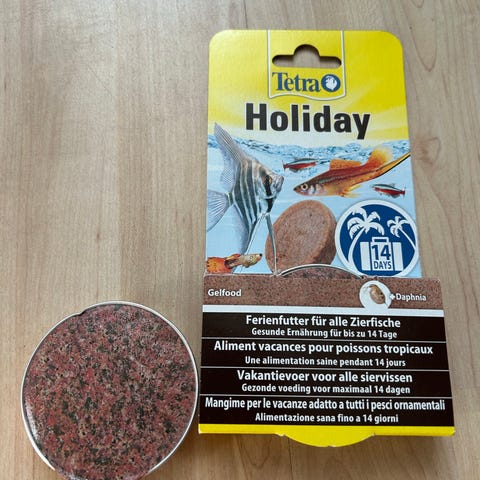 Tetra
Holiday
14
DAYS
Gelfood
+Daphnia
Ferienfutter für alle Zierfische
Gesunde Ernährung für bis zu 14 Tage
Aliment vacances pour poissons tropicaux
Une alimentation saine pendant 14 jours
Vakantievoer voor alle siervissen
Gezonde voeding voor maximaal 14 dagen
Mangime per le vacanze adatto a tutti i pesci ornamentali
Alimentazione sana fino a 14 giorni